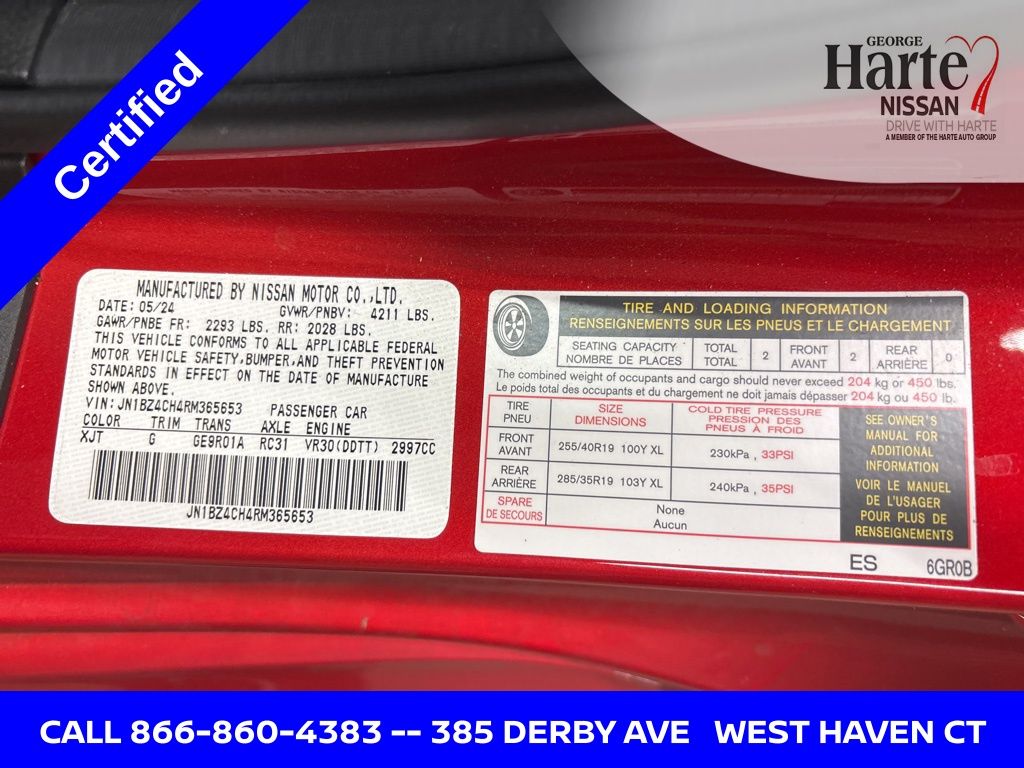 Certified
GEORGE
Harte
NISSAN
DRIVE WITH HARTE
A MEMBER OF THE HARTE AUTO GROUP
MANUFACTURED BY NISSAN MOTOR CO.,LTD.
DATE: 05/24 GVWR/PNBV: 4211 LBS.
GAWR/PNBE FR: 2293 LBS. RR: 2028 LBS.
THIS VEHICLE CONFORMS TO ALL APPLICABLE FEDERAL
MOTOR VEHICLE SAFETY,BUMPER,AND THEFT PREVENTION
STANDARDS IN EFFECT ON THE DATE OF MANUFACTURE
SHOWN ABOVE.
VIN: JN1BZ4CH4RM365653 PASSENGER CAR
COLOR TRIM TRANS AXLE ENGINE
XJT G GE9R01A RC31 VR30(DDTT) 2997CC
JN1BZ4CH4RM365653
TIRE AND LOADING INFORMATION
RENSEIGNEMENTS SUR LES PNEUS ET LE CHARGEMENT
SEATING CAPACITY TOTAL 2 FRONT 2 REAR 0
NOMBRE DE PLACES TOTAL AVANT ARRIÈRE
The combined weight of occupants and cargo should never exceed 204 kg or 450 lbs.
Le poids total des occupants et du chargement ne doit jamais dépasser 204 kg ou 450 lb.
TIRE SIZE COLD TIRE PRESSURE
PNEU DIMENSIONS PRESSION DES
PNEUS À FROID
FRONT
AVANT 255/40R19 100Y XL 230kPa , 33PSI
REAR
ARRIÈRE 285/35R19 103Y XL 240kPa , 35PSI
SPARE None
DE SECOURS Aucun
SEE OWNER'S
MANUAL FOR
ADDITIONAL
INFORMATION
VOIR LE MANUEL
DE L'USAGER
POUR PLUS DE
RENSEIGNEMENTS
ES 6GR0B
CALL 866-860-4383 -- 385 DERBY AVE WEST HAVEN CT